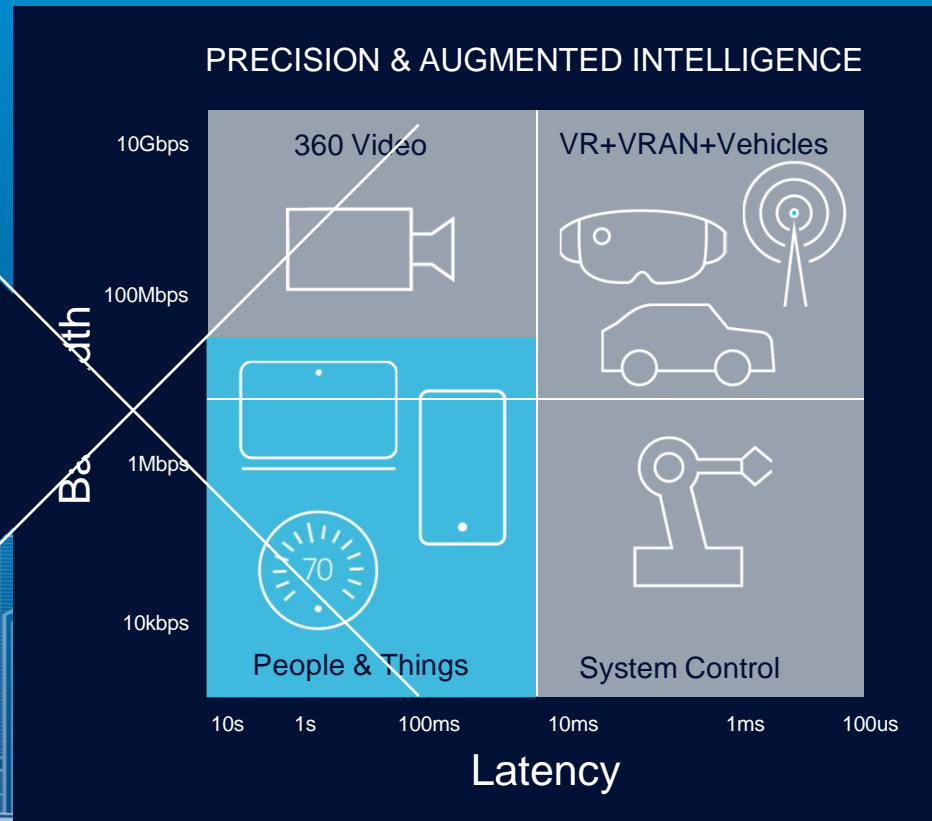 PRECISION & AUGMENTED INTELLIGENCE
10Gbps
360 Video
VR+VRAN+Vehicles
100Mbps
1Mbps
70
10kbps
People & Things
System Control
10s 1s 100ms 10ms 1ms 100us
Latency